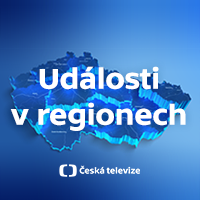 Události
v regionech
Česká televize